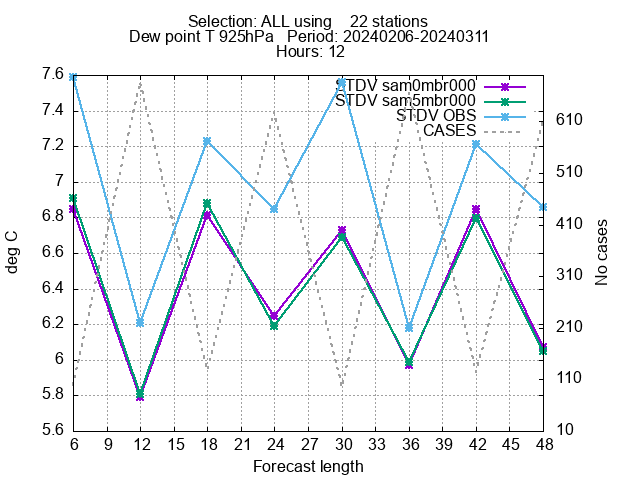 Selection: ALL using    22 stations
Dew point T 925hPa   Period: 20240206-20240311
Hours: 12
STDV sam0mbr000
STDV sam5mbr000
STDV OBS
CASES
deg C
7.6
7.4
7.2
7
6.8
6.6
6.4
6.2
6
5.8
5.6
No cases
610
510
410
310
210
110
10
6 9 12 15 18 21 24 27 30 33 36 39 42 45 48
Forecast length